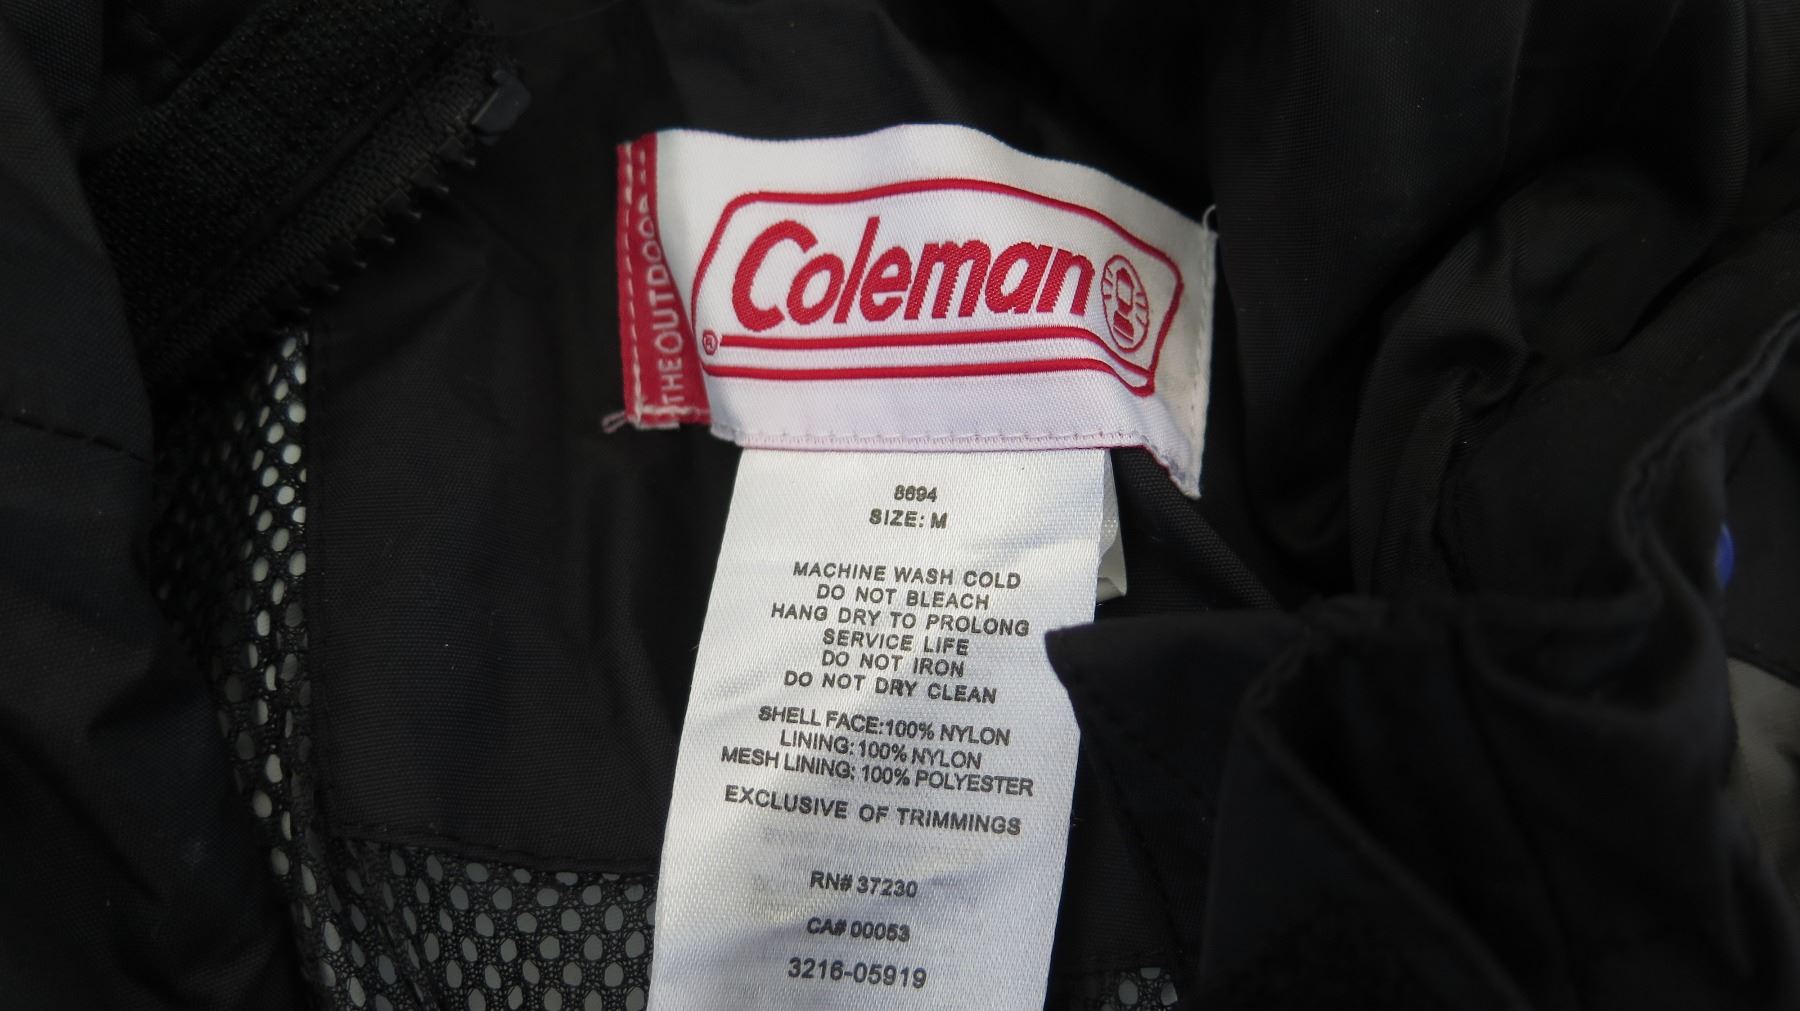 THE OUTDOOR
Coleman
®
8694
SIZE: M
MACHINE WASH COLD
DO NOT BLEACH
HANG DRY TO PROLONG
SERVICE LIFE
DO NOT IRON
DO NOT DRY CLEAN
SHELL FACE:100% NYLON
LINING:100% NYLON
MESH LINING: 100% POLYESTER
EXCLUSIVE OF TRIMMINGS
RN# 37230
CA# 00053
3216-05919